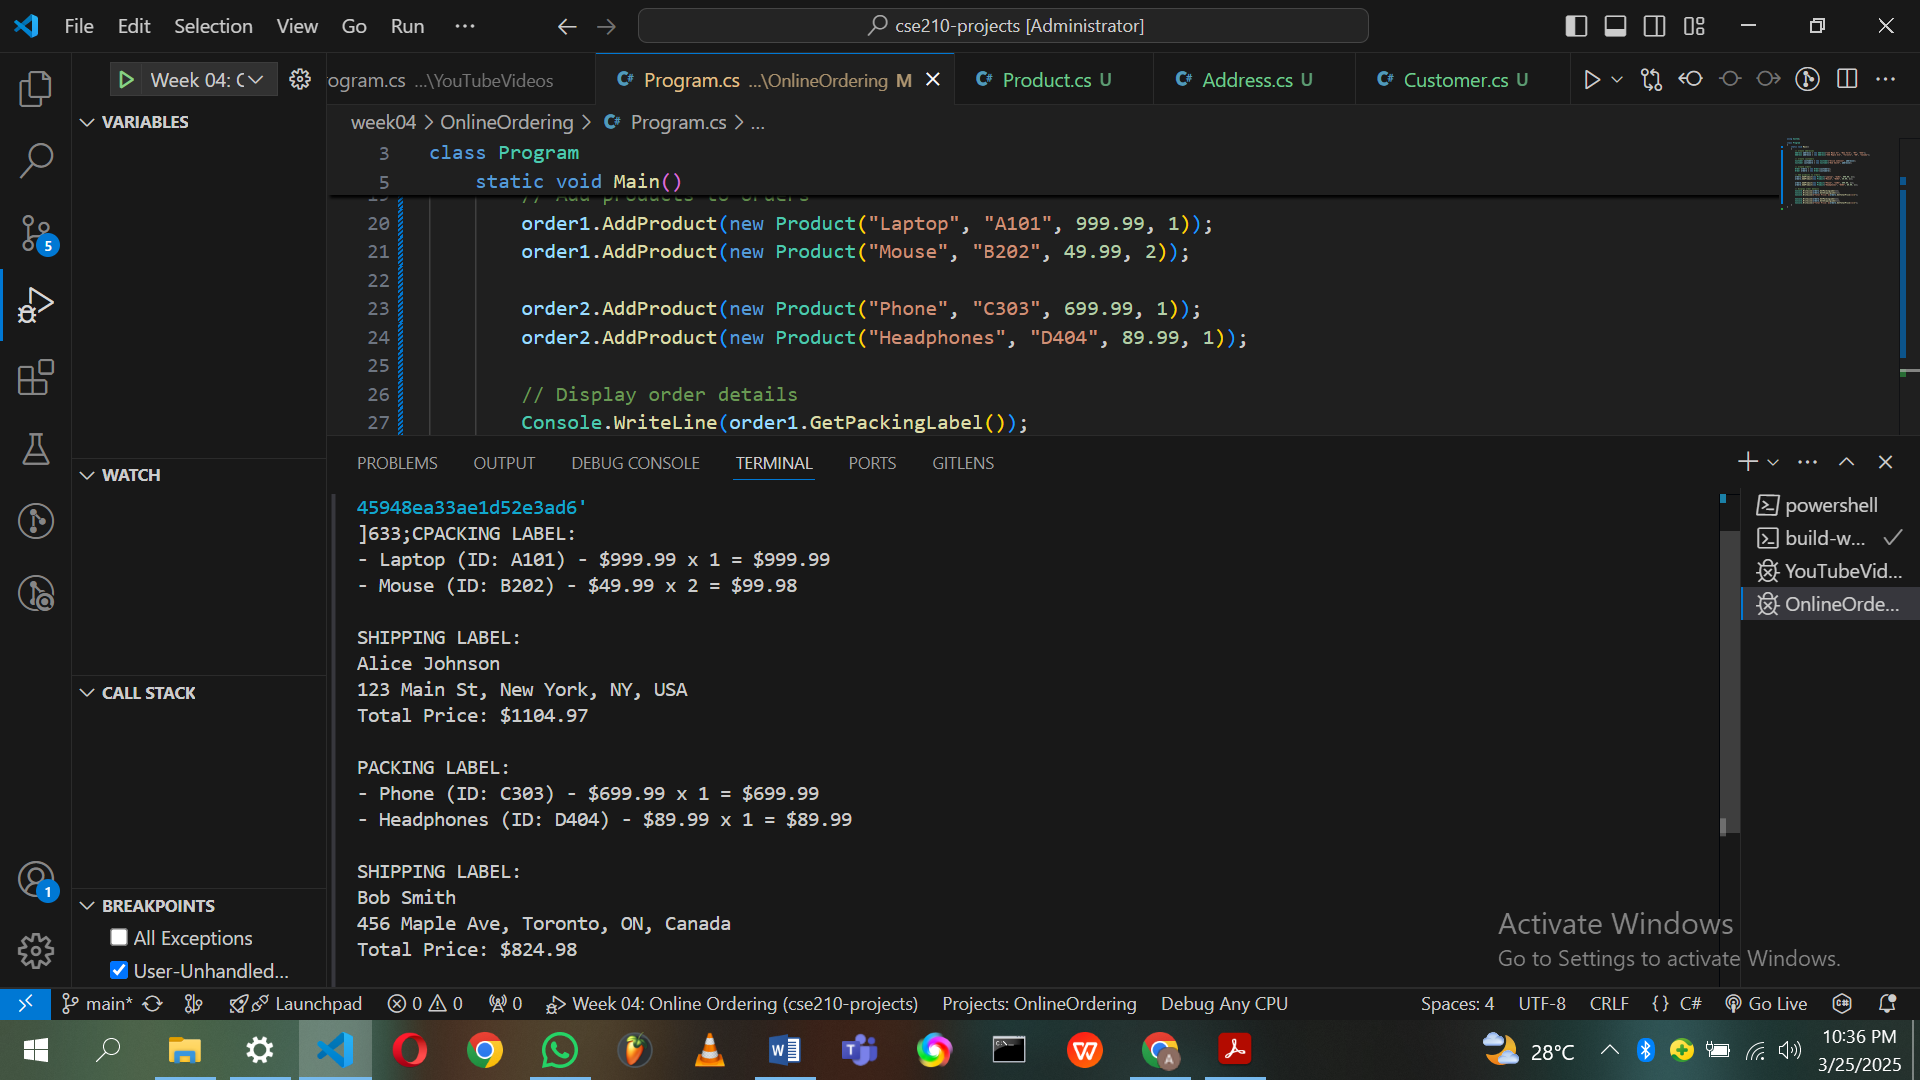 File Edit Selection View Go Run ···
cse210-projects [Administrator]
Week 04: C
rogram.cs ...\YouTubeVideos
C# Program.cs ...\OnlineOrdering M
C# Product.cs U
C# Address.cs U
C# Customer.cs U
VARIABLES
week04 > OnlineOrdering > C# Program.cs > ...
3 class Program
5 static void Main()
19 // Add products to orders
20 order1.AddProduct(new Product("Laptop", "A101", 999.99, 1));
21 order1.AddProduct(new Product("Mouse", "B202", 49.99, 2));
22
23 order2.AddProduct(new Product("Phone", "C303", 699.99, 1));
24 order2.AddProduct(new Product("Headphones", "D404", 89.99, 1));
25
26 // Display order details
27 Console.WriteLine(order1.GetPackingLabel());
PROBLEMS OUTPUT DEBUG CONSOLE TERMINAL PORTS GITLENS
WATCH
CALL STACK
BREAKPOINTS
All Exceptions
User-Unhandled...
5
1
45948ea33ae1d52e3ad6'
]633;CPACKING LABEL:
- Laptop (ID: A101) - $999.99 x 1 = $999.99
- Mouse (ID: B202) - $49.99 x 2 = $99.98
SHIPPING LABEL:
Alice Johnson
123 Main St, New York, NY, USA
Total Price: $1104.97
PACKING LABEL:
- Phone (ID: C303) - $699.99 x 1 = $699.99
- Headphones (ID: D404) - $89.99 x 1 = $89.99
SHIPPING LABEL:
Bob Smith
456 Maple Ave, Toronto, ON, Canada
Total Price: $824.98
powershell
build-w...
YouTubeVid...
OnlineOrde...
Activate Windows
Go to Settings to activate Windows.
main* Launchpad 0 0 0 Week 04: Online Ordering (cse210-projects) Projects: OnlineOrdering Debug Any CPU
Spaces: 4 UTF-8 CRLF {} C# Go Live
28°C
10:36 PM
3/25/2025